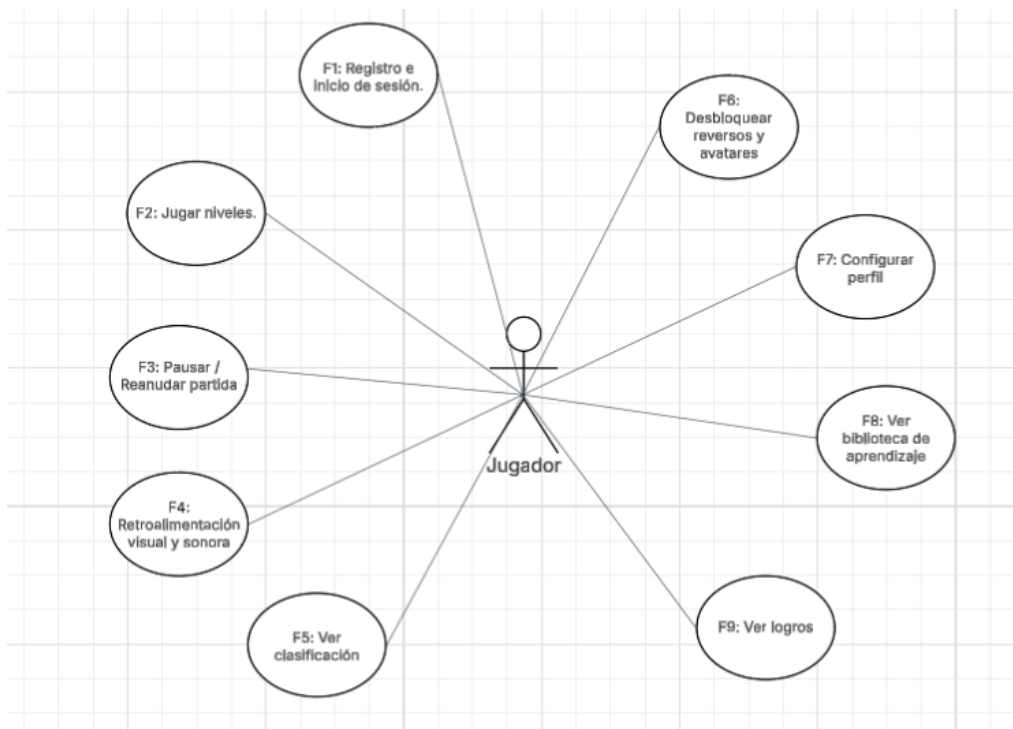 F1: Registro e
inicio de sesión.
F2: Jugar niveles.
F3: Pausar /
Reanudar partida
F4:
Retroalimentación
visual y sonora
F5: Ver
clasificación
F6:
Desbloquear
reversos y
avatares
F7: Configurar
perfil
F8: Ver
biblioteca de
aprendizaje
F9: Ver logros
Jugador